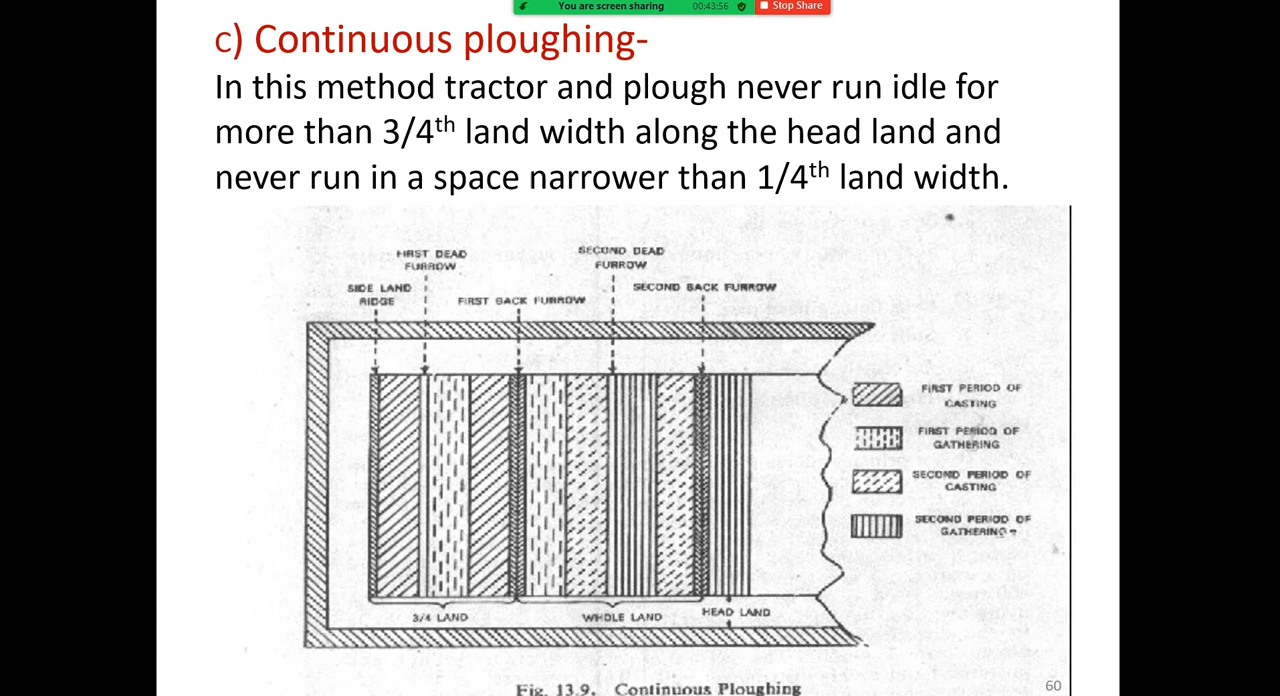 You are screen sharing 00:43:56 Stop Share
c) Continuous ploughing-
In this method tractor and plough never run idle for
more than 3/4th land width along the head land and
never run in a space narrower than 1/4th land width.
FIRST DEAD
FURROW
SECOND DEAD
FURROW
SIDE LAND
RIDGE
FIRST BACK FURROW
SECOND BACK FURROW
FIRST PERIOD OF
CASTING
FIRST PERIOD OF
GATHERING
SECOND PERIOD OF
CASTING
SECOND PERIOD OF
GATHERING
3/4 LAND
WHOLE LAND
HEAD LAND
Fig. 13.9. Continuous Ploughing
60